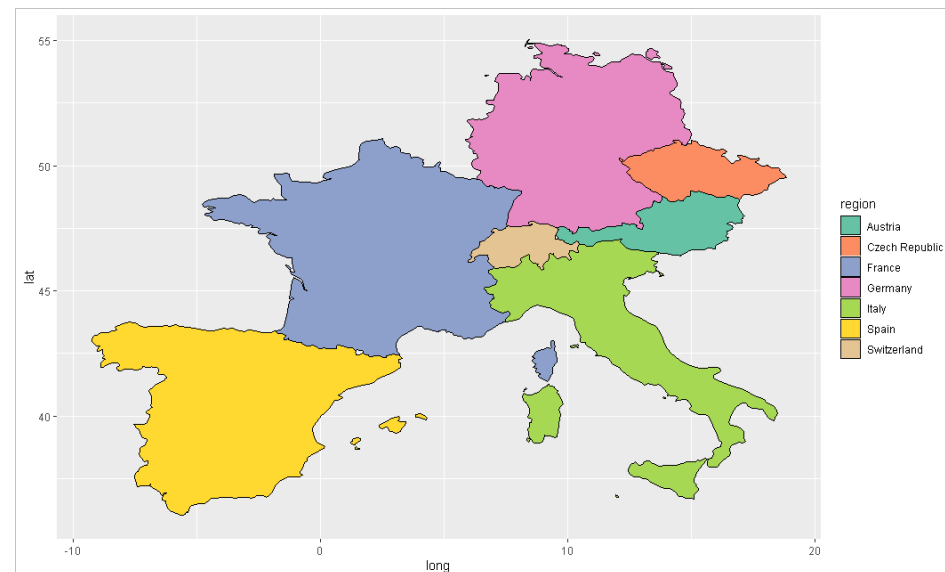 55-
50-
45-
40-
lat
-10
0
10
20
long
region
Austria
Czech Republic
France
Germany
Italy
Spain
Switzerland